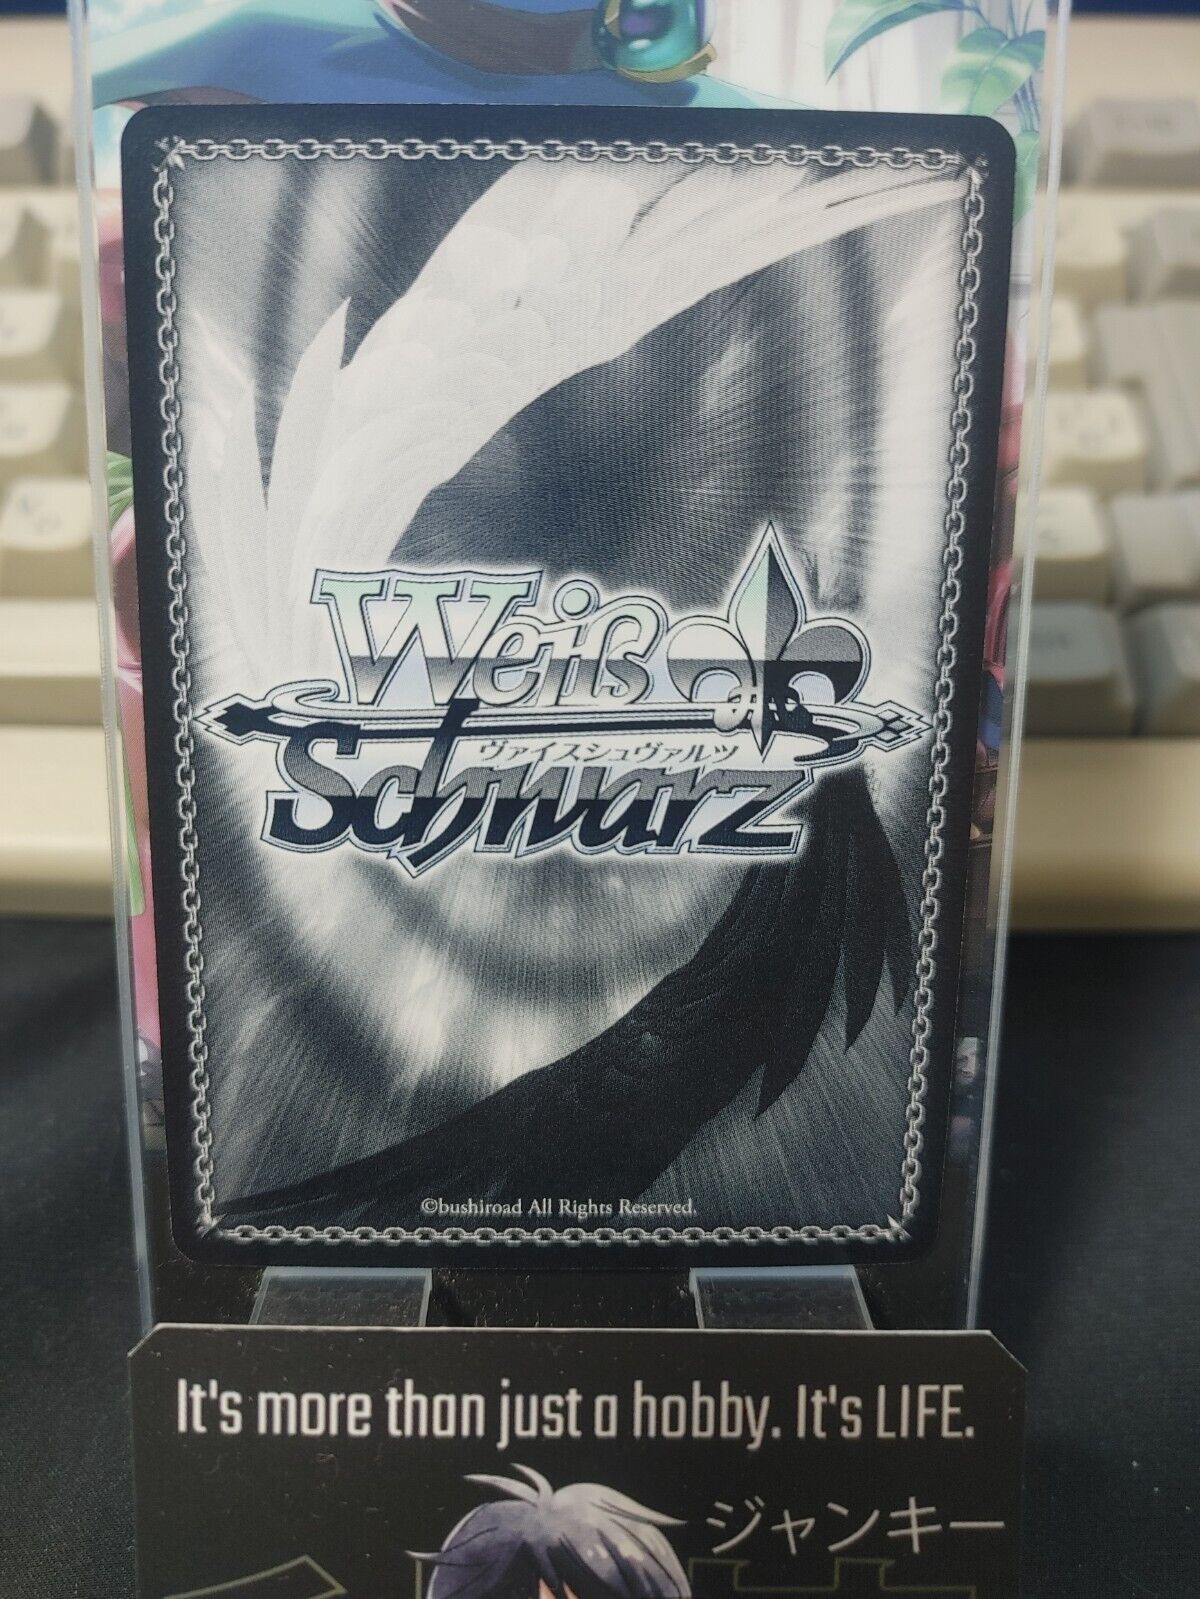 Weiß
ヴァイスシュヴァルツ
Schwarz
©bushiroad All Rights Reserved.
It's more than just a hobby. It's LIFE.
ジャンキー